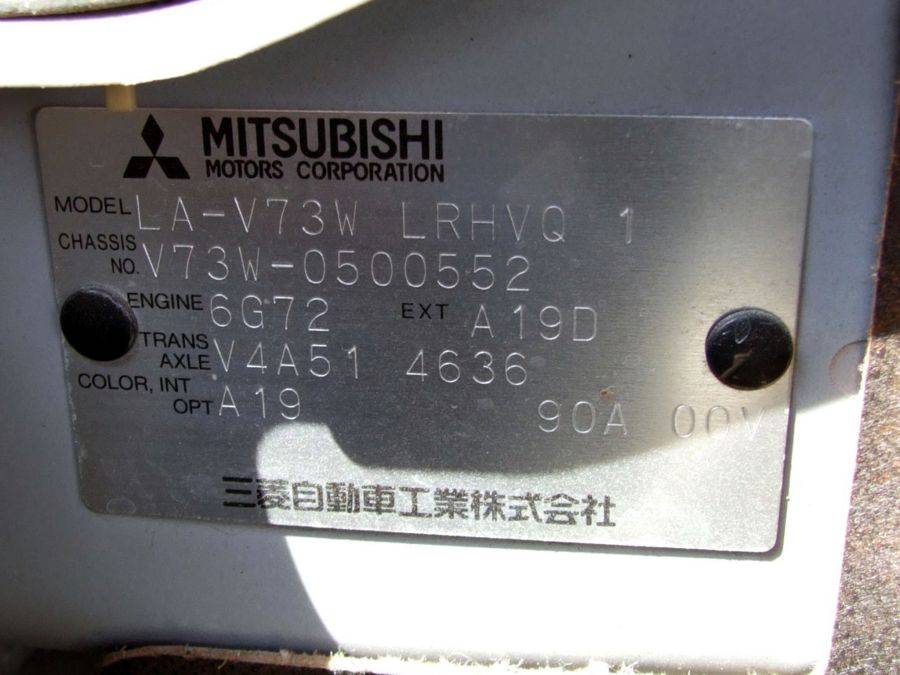 MITSUBISHI
MOTORS CORPORATION
MODEL LA-V73W LRHVQ 1
CHASSIS
NO. V73W-0500552
ENGINE 6G72 EXT A19D
TRANS
AXLE V4A51 4636
COLOR, INT
OPT A19 90A 00V
三菱自動車工業株式会社